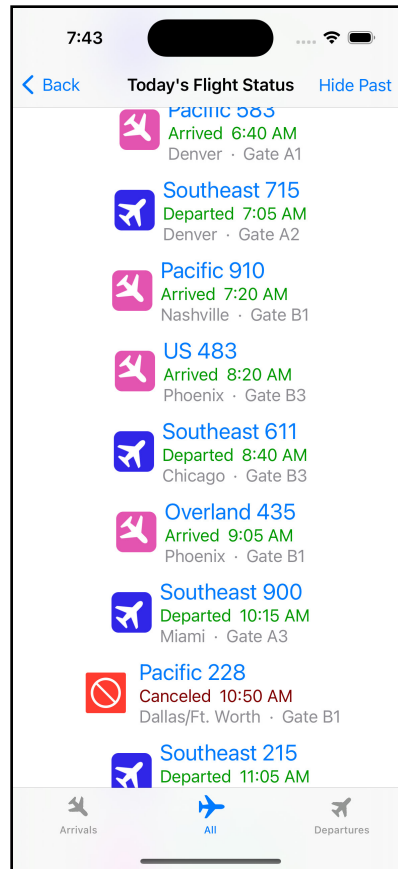 7:43
Back
Today's Flight Status
Hide Past
Pacific 583
Arrived 6:40 AM
Denver · Gate A1
Southeast 715
Departed 7:05 AM
Denver · Gate A2
Pacific 910
Arrived 7:20 AM
Nashville · Gate B1
US 483
Arrived 8:20 AM
Phoenix · Gate B3
Southeast 611
Departed 8:40 AM
Chicago · Gate B3
Overland 435
Arrived 9:05 AM
Phoenix · Gate B1
Southeast 900
Departed 10:15 AM
Miami · Gate A3
Pacific 228
Canceled 10:50 AM
Dallas/Ft. Worth · Gate B1
Southeast 215
Departed 11:05 AM
Arrivals
All
Departures